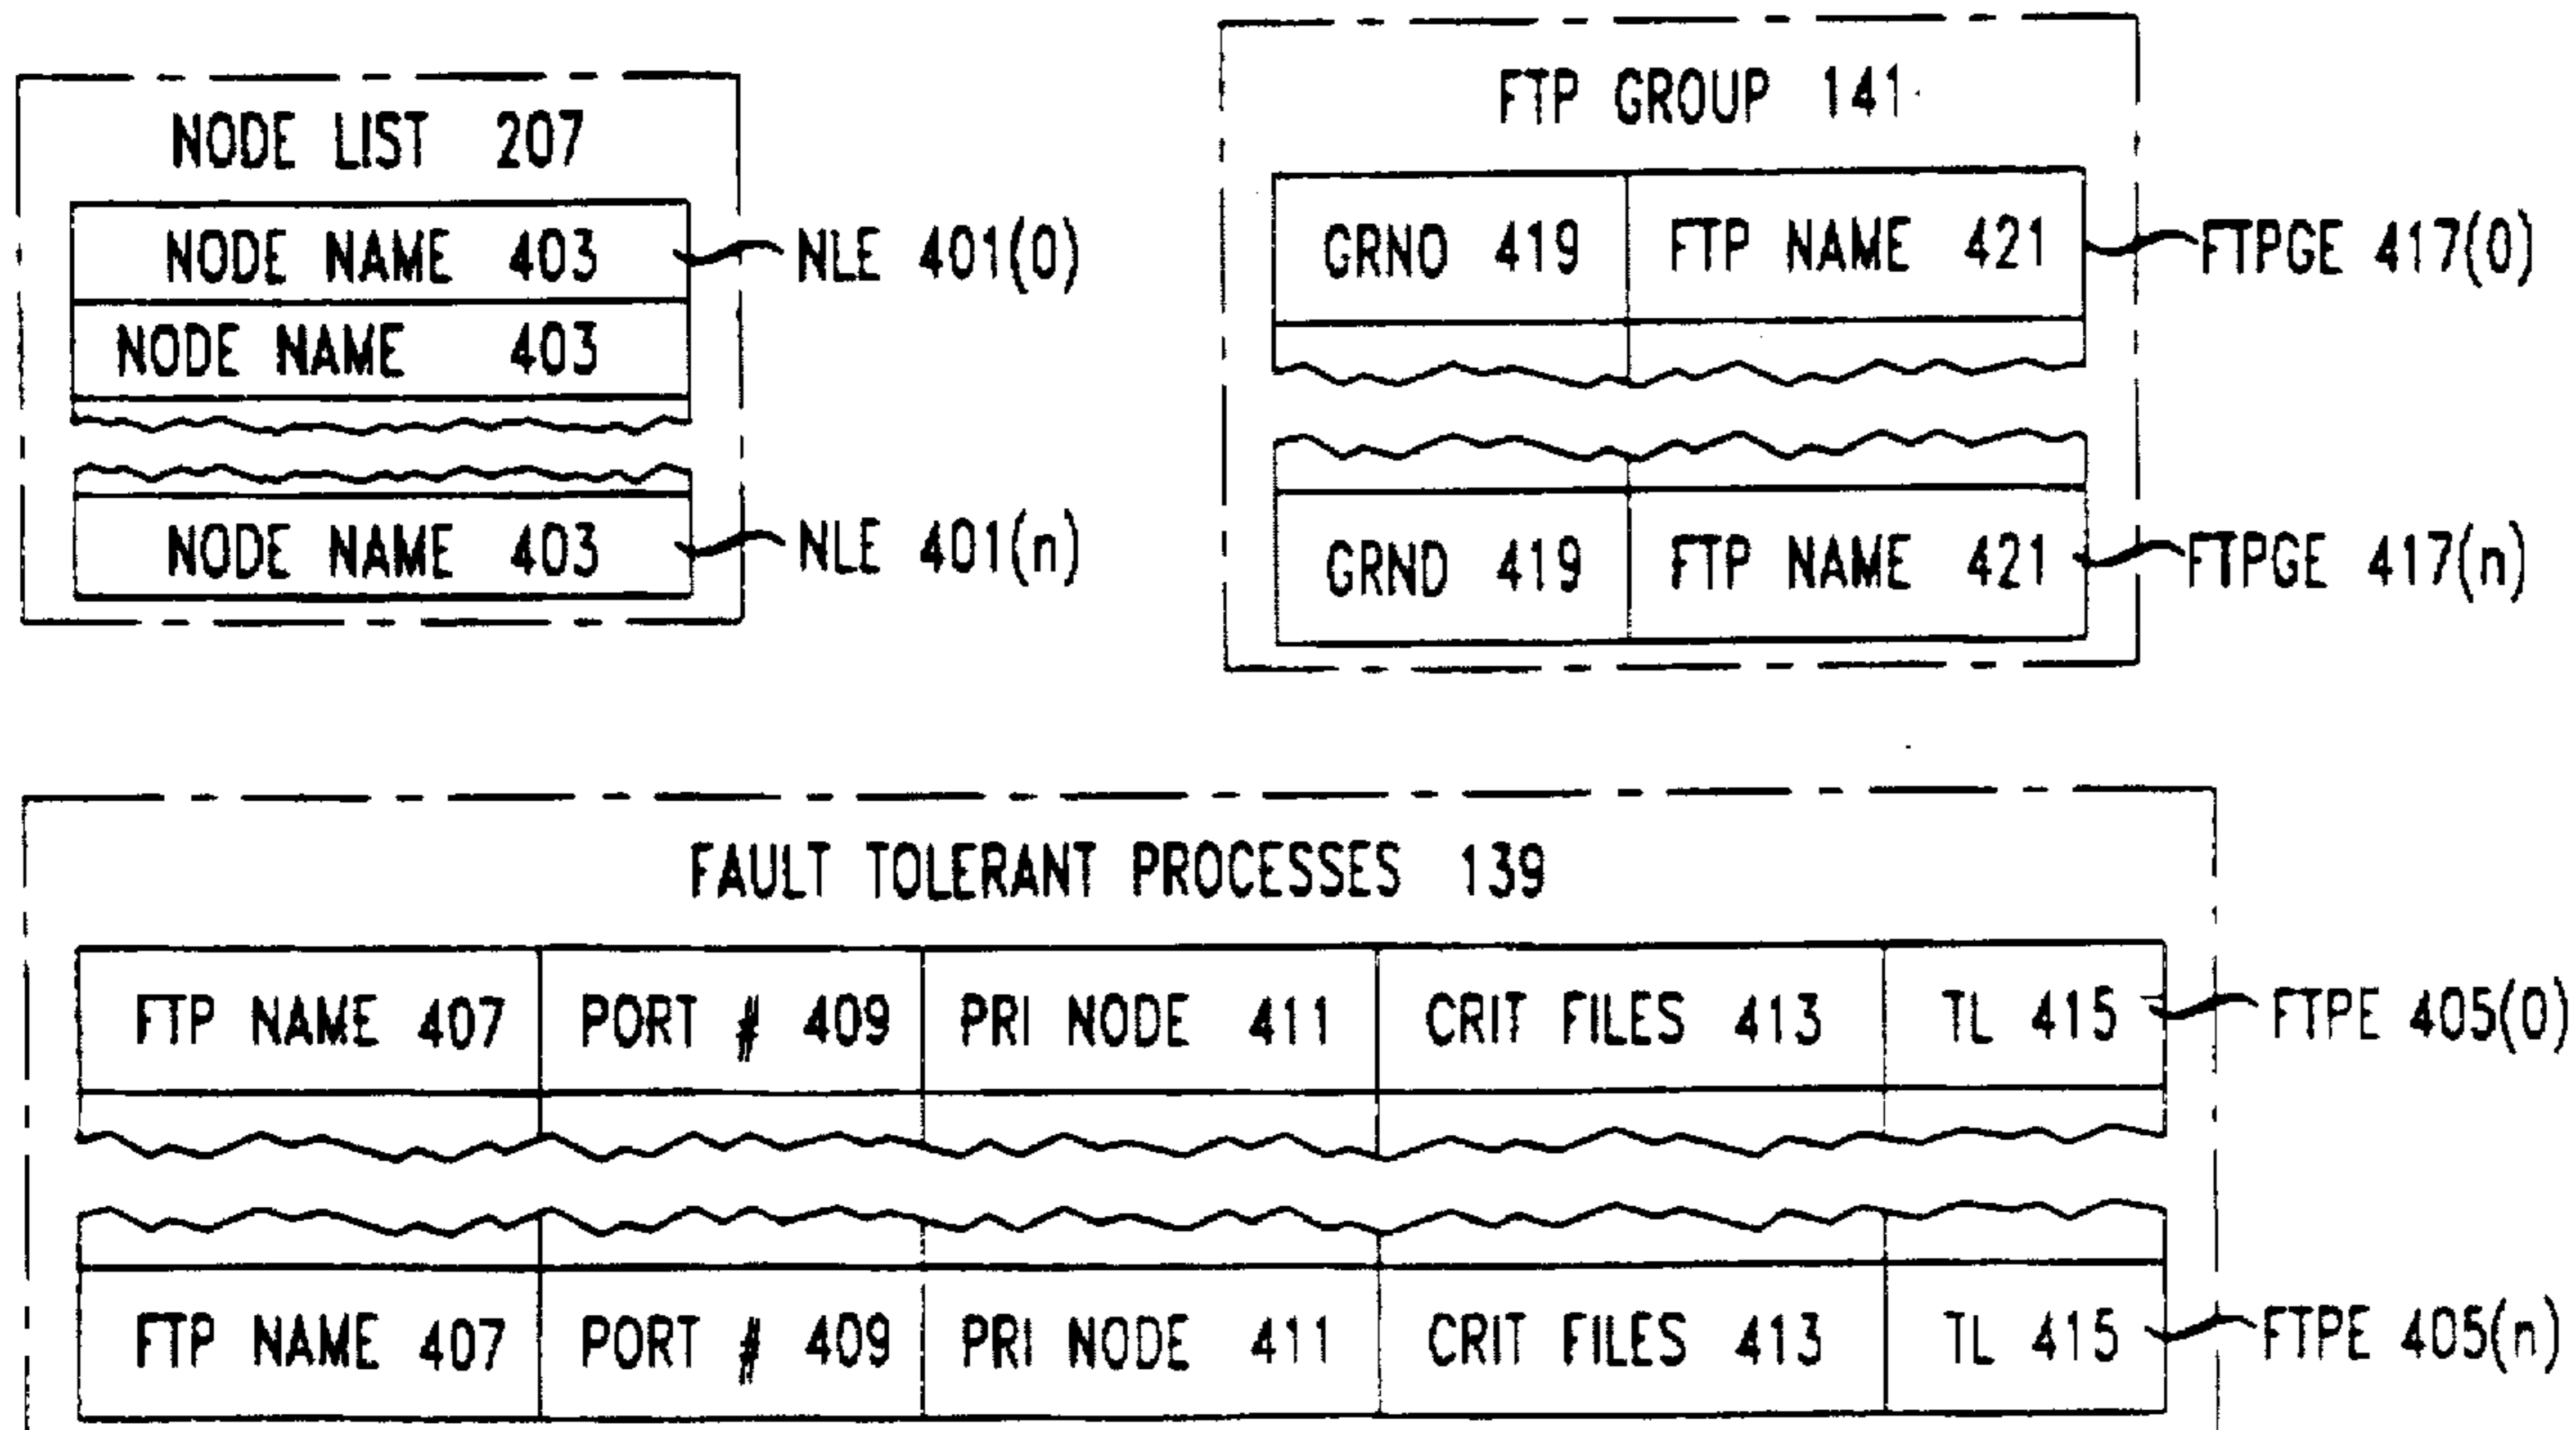 NODE LIST 207
NODE NAME 403
NLE 401(0)
NODE NAME 403
NODE NAME 403
NLE 401(n)
FTP GROUP 141
GRNO 419 FTP NAME 421
FTPGE 417(0)
GRND 419 FTP NAME 421
FTPGE 417(n)
FAULT TOLERANT PROCESSES 139
FTP NAME 407 PORT # 409 PRI NODE 411 CRIT FILES 413 TL 415
FTPE 405(0)
FTP NAME 407 PORT # 409 PRI NODE 411 CRIT FILES 413 TL 415
FTPE 405(n)